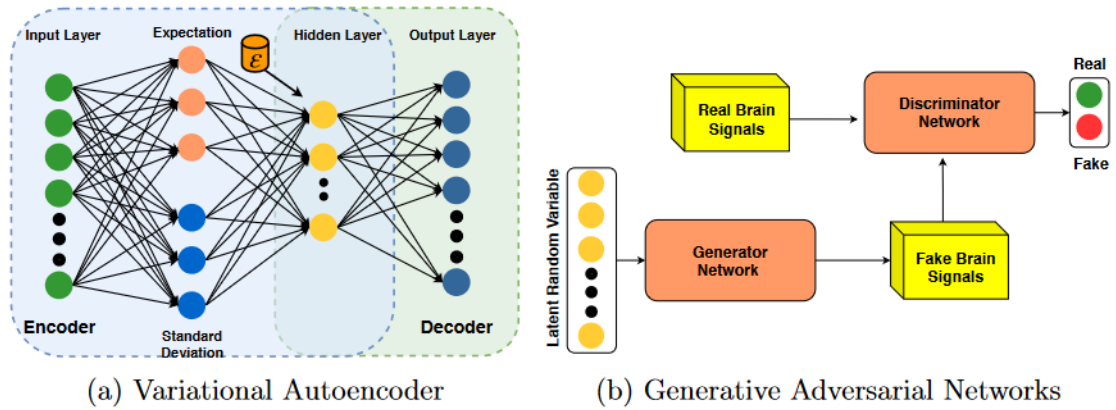 Input Layer
Expectation
Hidden Layer
Output Layer
ε
Encoder
Standard
Deviation
Decoder
(a) Variational Autoencoder
Real Brain
Signals
Discriminator
Network
Real
Fake
Latent Random Variable
Generator
Network
Fake Brain
Signals
(b) Generative Adversarial Networks